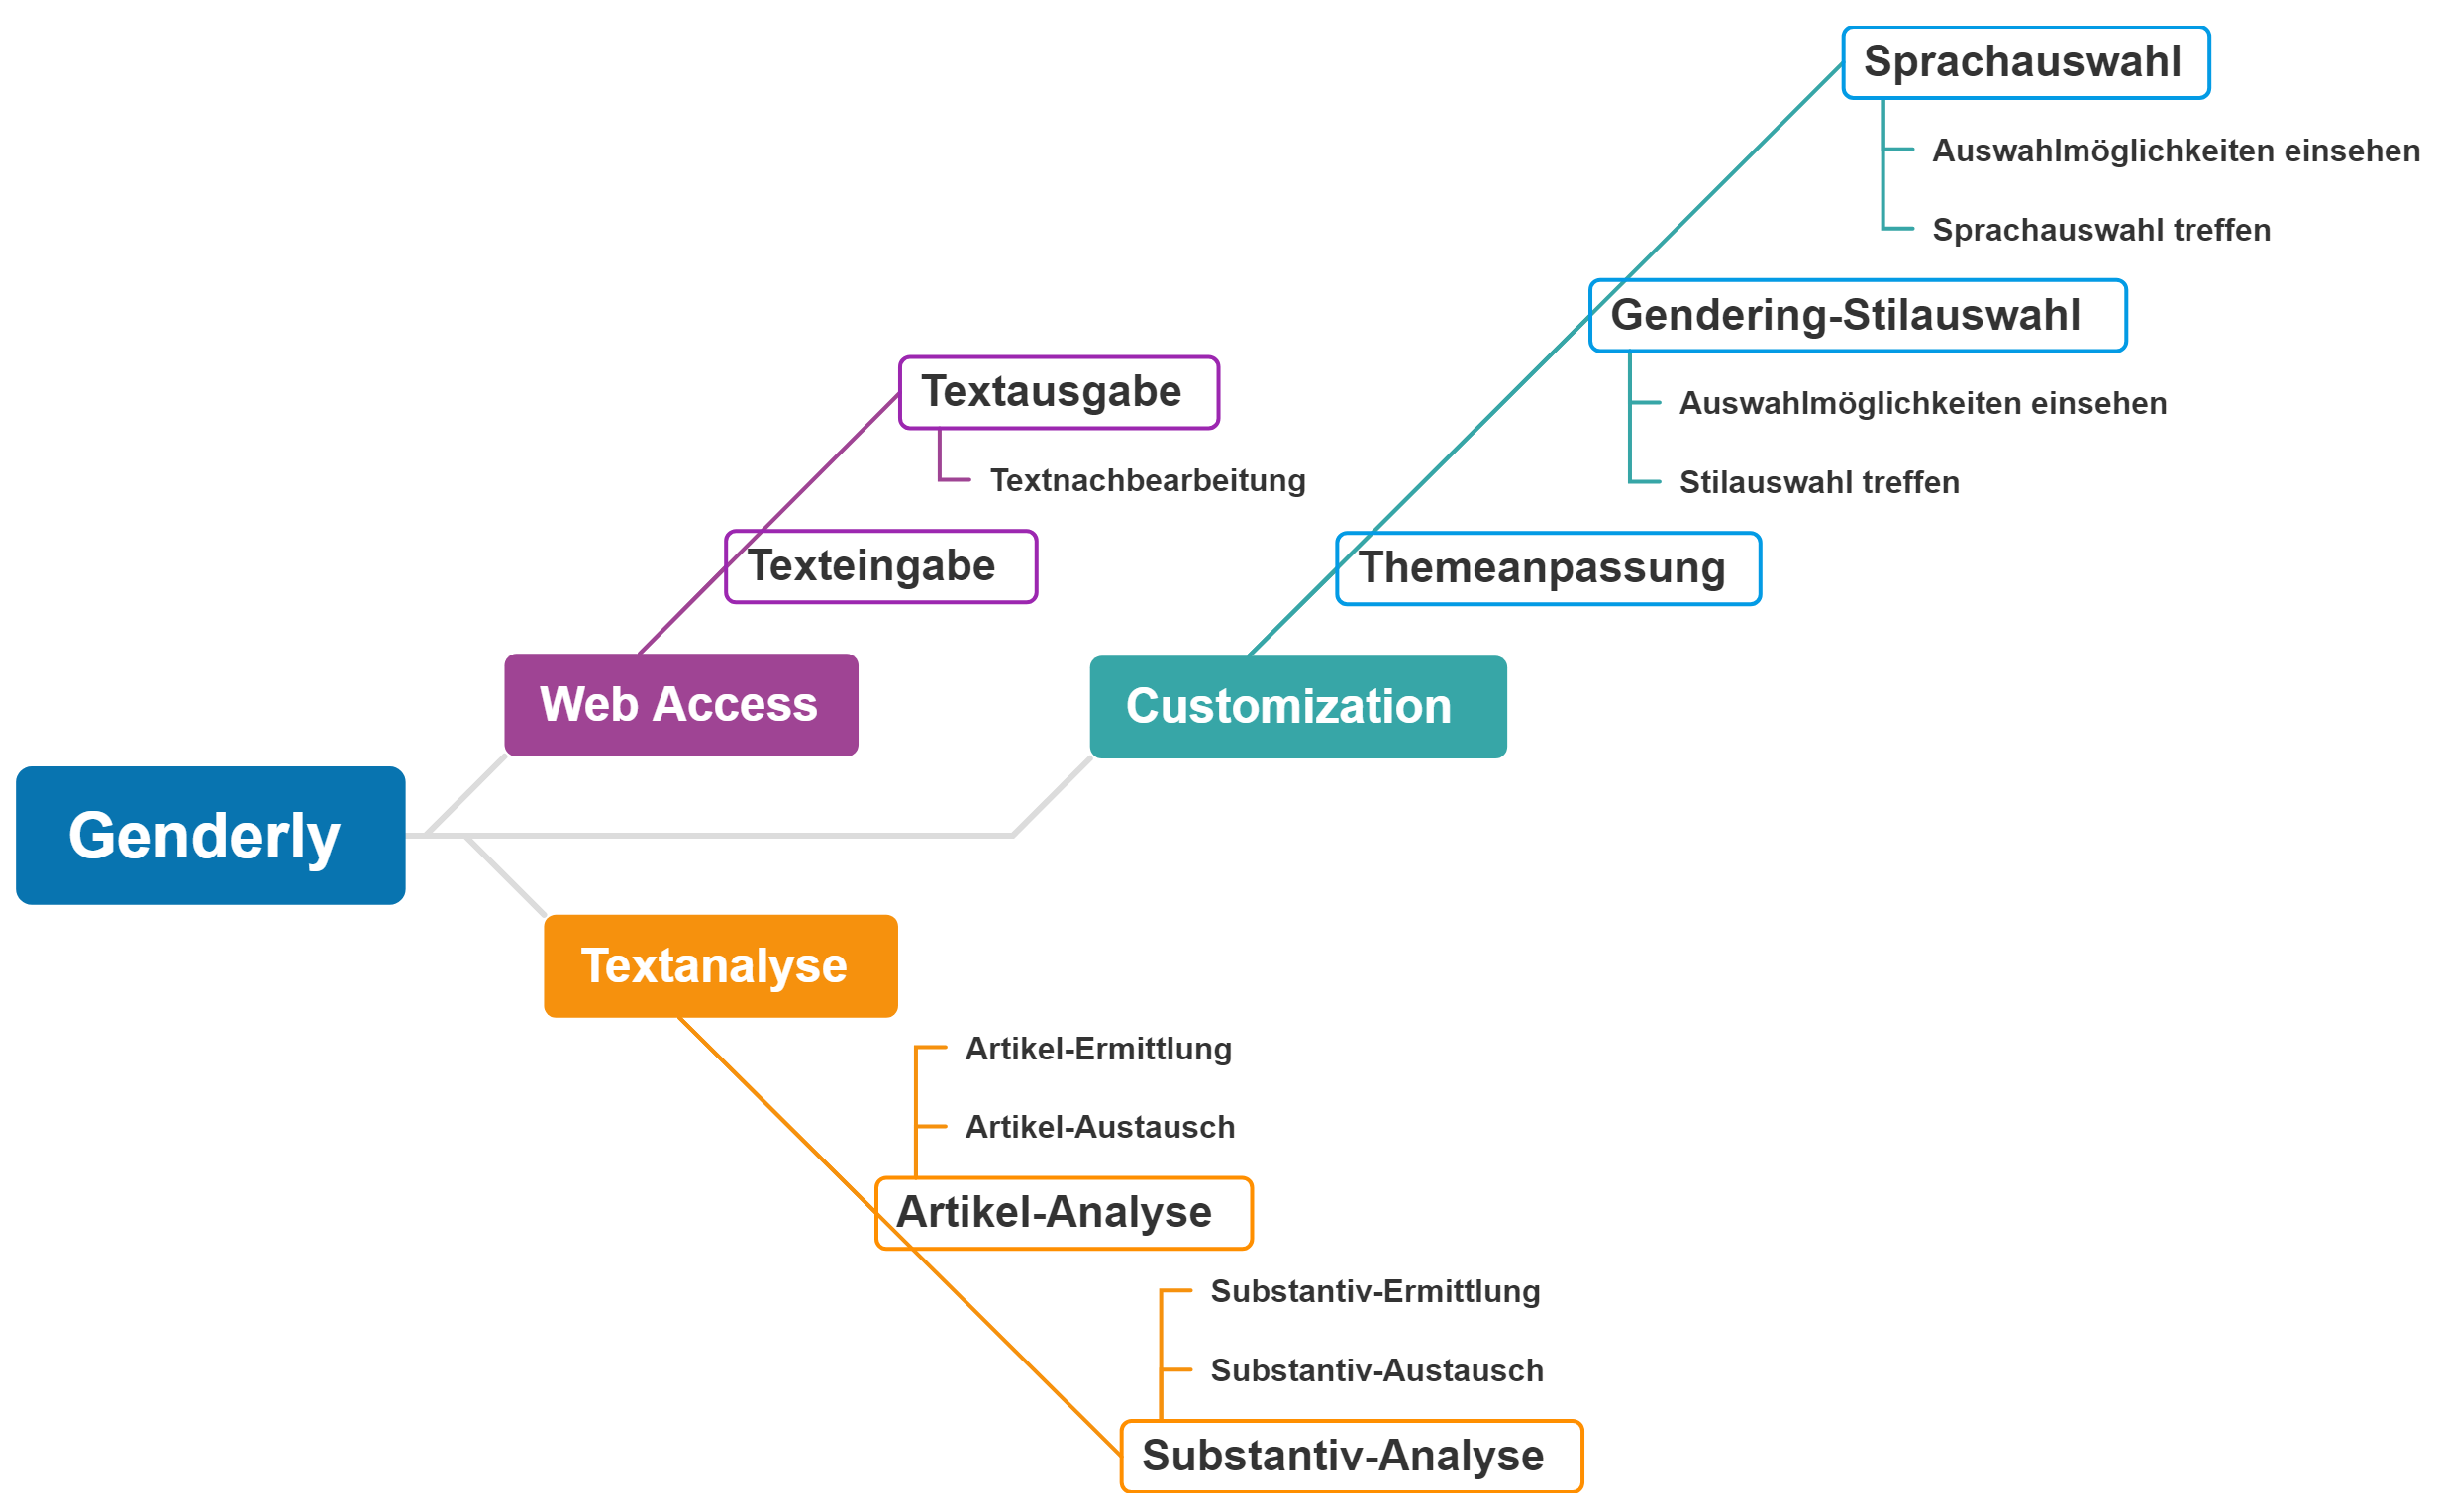 Sprachauswahl
Auswahlmöglichkeiten einsehen
Sprachauswahl treffen
Gendering-Stilauswahl
Auswahlmöglichkeiten einsehen
Stilauswahl treffen
Textausgabe
Textnachbearbeitung
Texteingabe
Themeanpassung
Web Access
Customization
Genderly
Textanalyse
Artikel-Ermittlung
Artikel-Austausch
Artikel-Analyse
Substantiv-Ermittlung
Substantiv-Austausch
Substantiv-Analyse